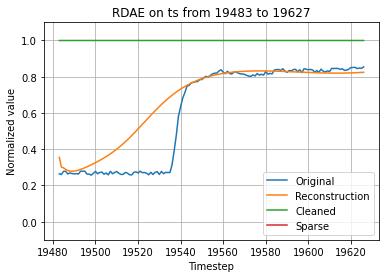 RDAE on ts from 19483 to 19627
1.0
0.8
0.6
0.4
0.2
0.0
Normalized value
Original
Reconstruction
Cleaned
Sparse
19480 19500 19520 19540 19560 19580 19600 19620
Timestep